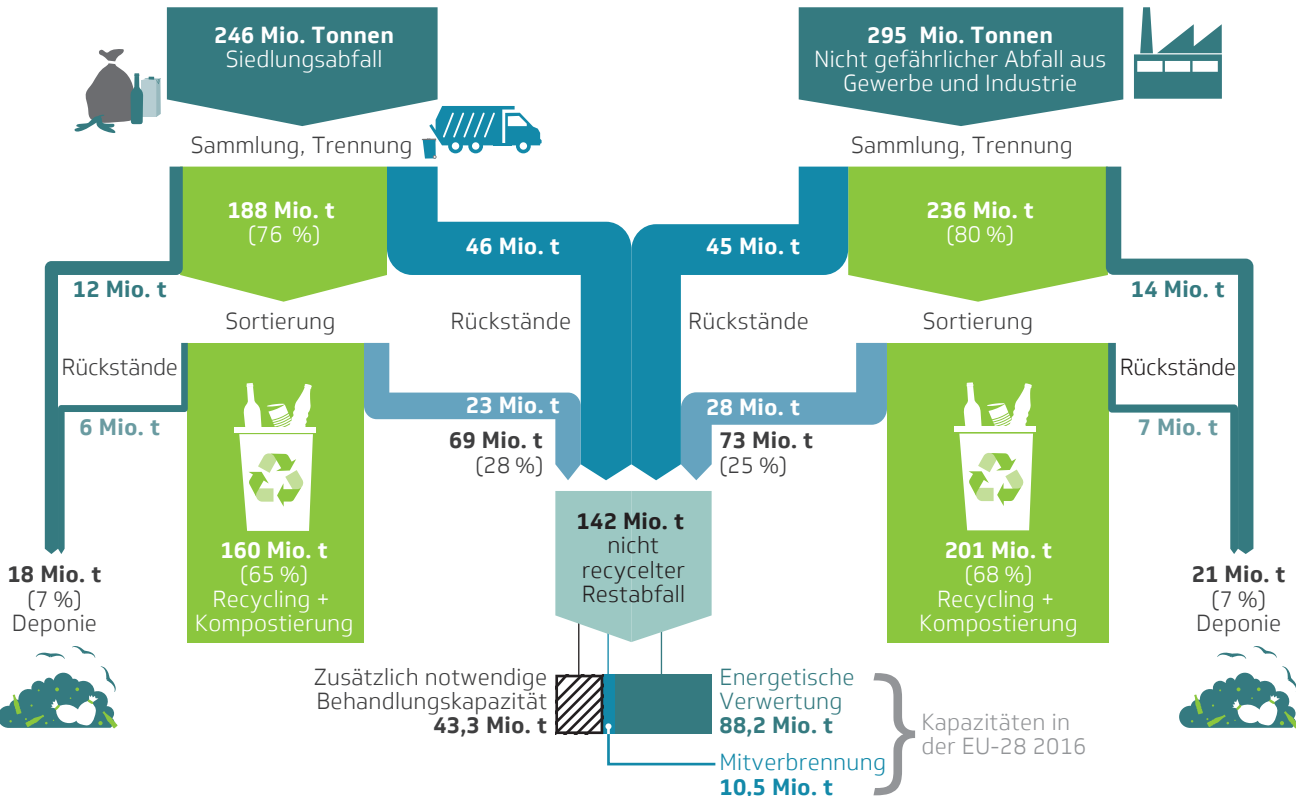 246 Mio. Tonnen
Siedlungsabfall
295 Mio. Tonnen
Nicht gefährlicher Abfall aus
Gewerbe und Industrie
Sammlung, Trennung
Sammlung, Trennung
188 Mio. t
(76 %)
46 Mio. t
45 Mio. t
236 Mio. t
(80 %)
12 Mio. t
14 Mio. t
Sortierung
Rückstände
Rückstände
Sortierung
Rückstände
Rückstände
6 Mio. t
23 Mio. t
69 Mio. t
(28 %)
28 Mio. t
73 Mio. t
(25 %)
7 Mio. t
18 Mio. t
(7 %)
Deponie
160 Mio. t
(65 %)
Recycling +
Kompostierung
142 Mio. t
nicht
recycelter
Restabfall
201 Mio. t
(68 %)
Recycling +
Kompostierung
21 Mio. t
(7 %)
Deponie
Zusätzlich notwendige
Behandlungskapazität
43,3 Mio. t
Energetische
Verwertung
88,2 Mio. t
Mitverbrennung
10,5 Mio. t
Kapazitäten in
der EU-28 2016